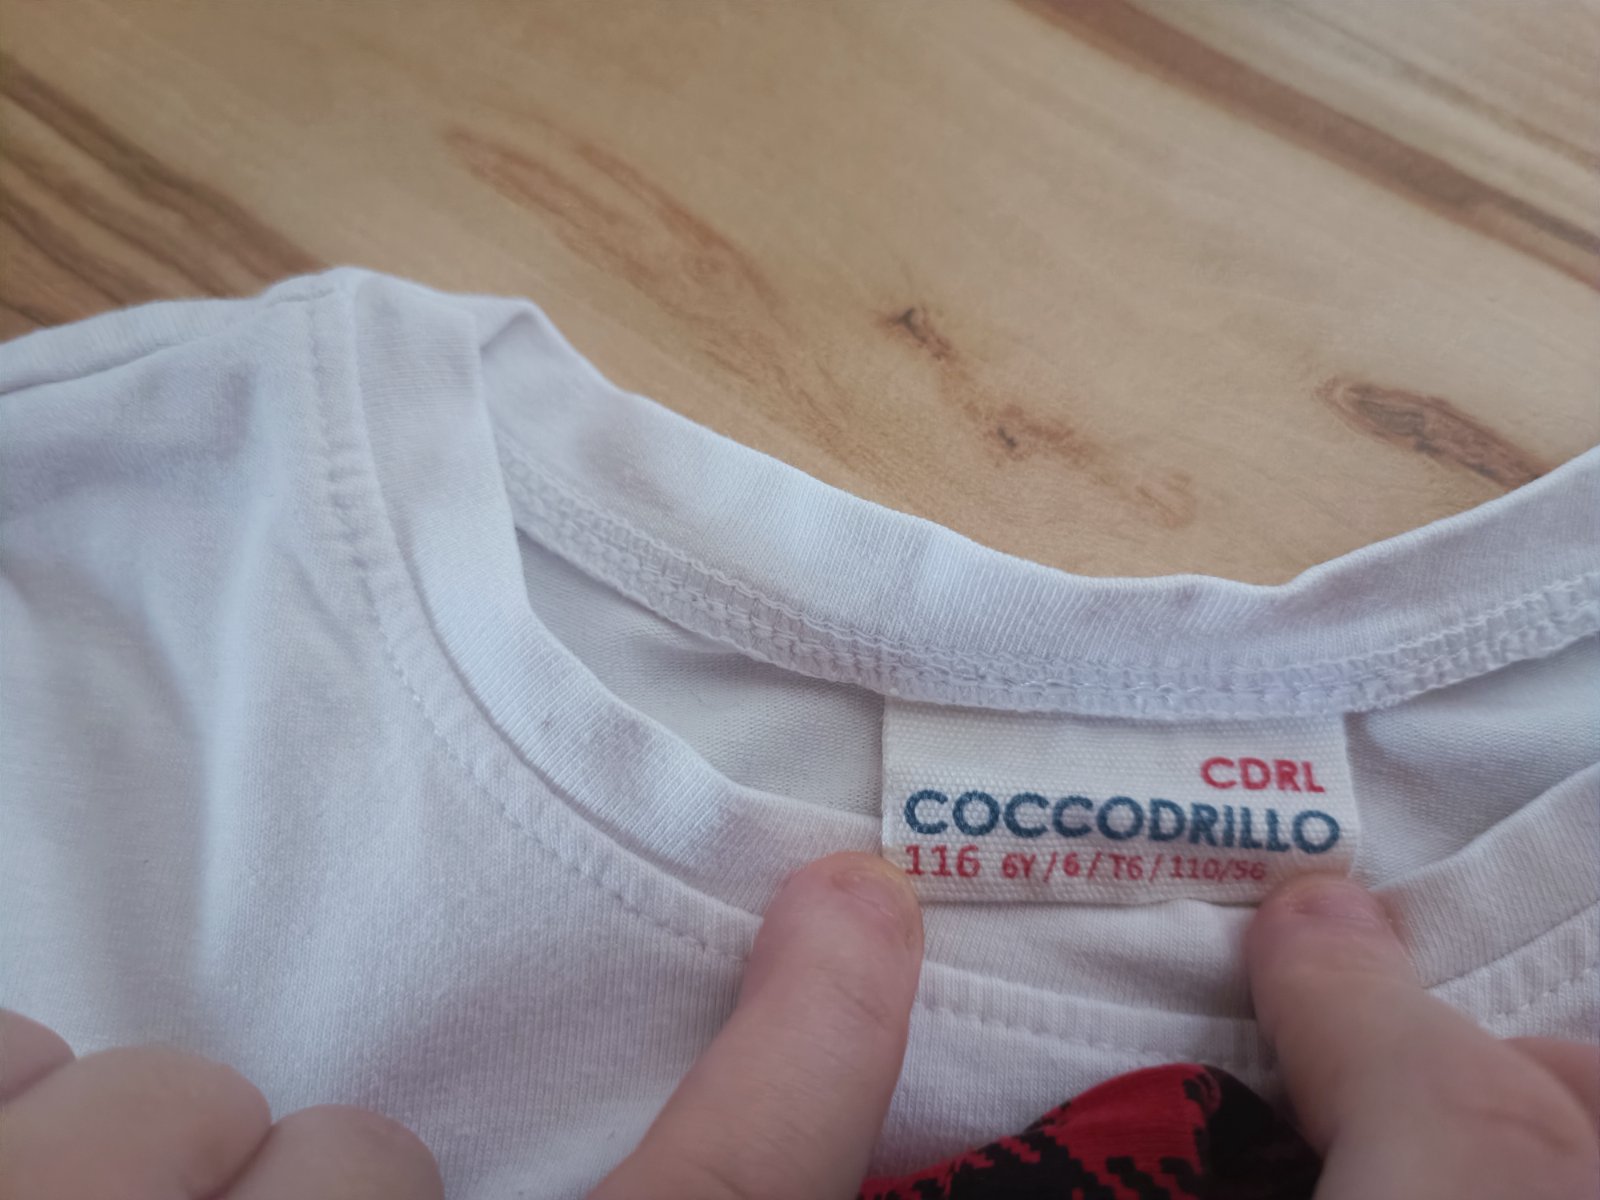 CDRL
COCCODRILLO
116 6Y / 6 / T6 / 110/56